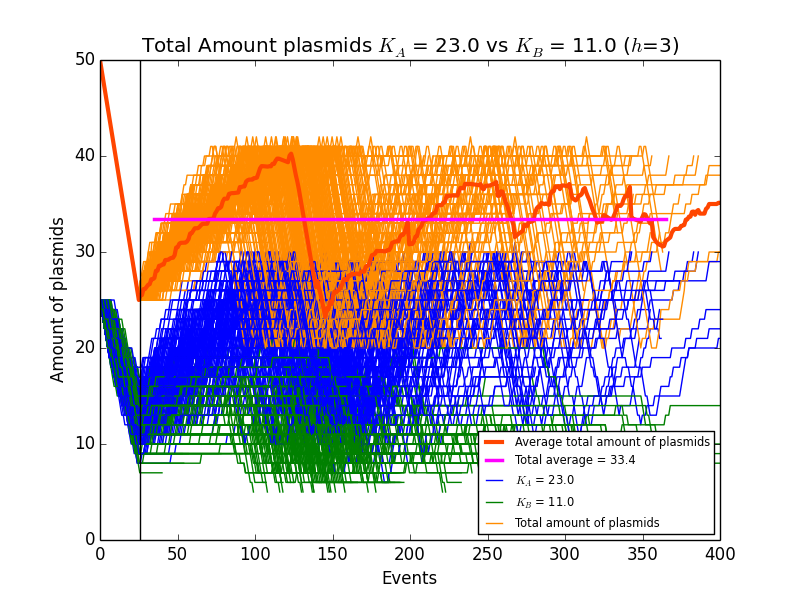 Total Amount plasmids K_A = 23.0 vs K_B = 11.0 (h=3)
50
40
30
20
10
0
Amount of plasmids
Average total amount of plasmids
Total average = 33.4
K_A = 23.0
K_B = 11.0
Total amount of plasmids
0 50 100 150 200 250 300 350 400
Events